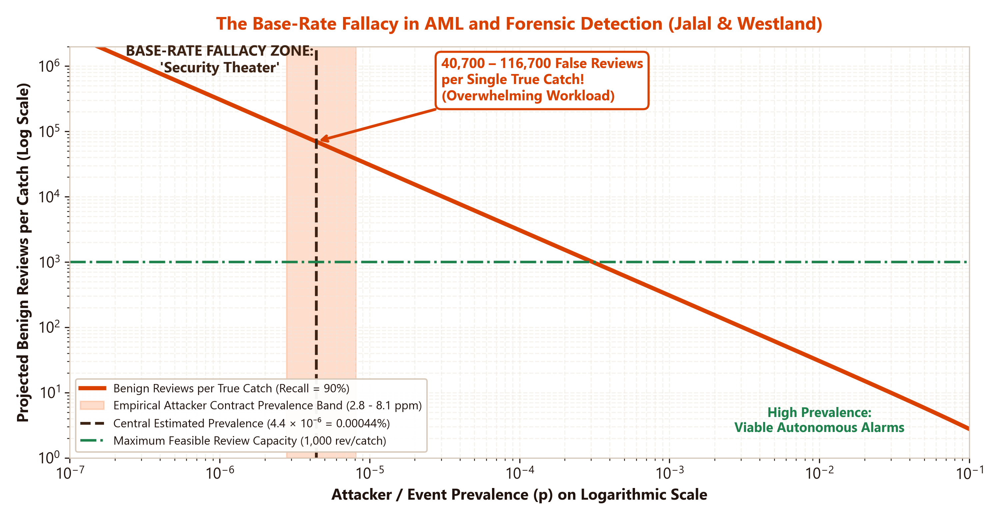 The Base-Rate Fallacy in AML and Forensic Detection (Jalal & Westland)
BASE-RATE FALLACY ZONE:
'Security Theater'
40,700 – 116,700 False Reviews
per Single True Catch!
(Overwhelming Workload)
Projected Benign Reviews per Catch (Log Scale)
10⁶
10⁵
10⁴
10³
10²
10¹
10⁰
Benign Reviews per True Catch (Recall = 90%)
Empirical Attacker Contract Prevalence Band (2.8 - 8.1 ppm)
Central Estimated Prevalence (4.4 × 10⁻⁶ = 0.00044%)
Maximum Feasible Review Capacity (1,000 rev/catch)
High Prevalence:
Viable Autonomous Alarms
10⁻⁷ 10⁻⁶ 10⁻⁵ 10⁻⁴ 10⁻³ 10⁻² 10⁻¹
Attacker / Event Prevalence (p) on Logarithmic Scale